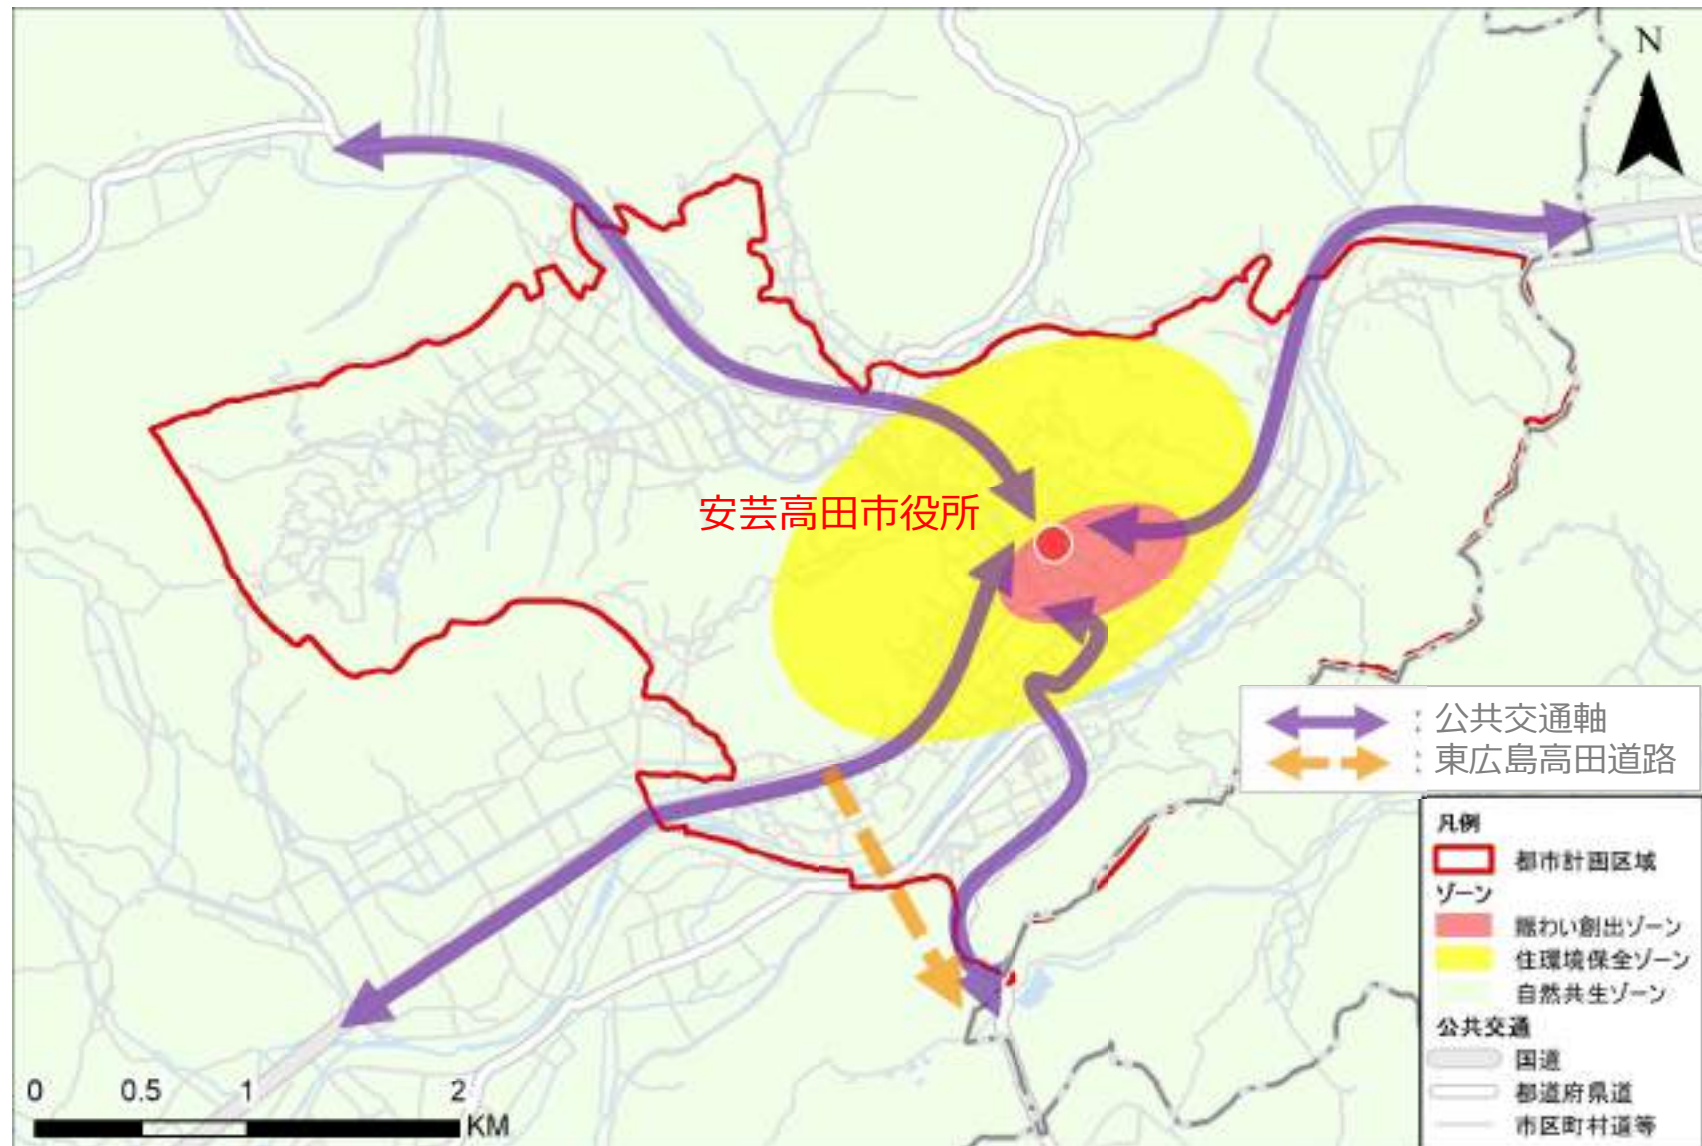 N
安芸高田市役所
公共交通軸
東広島高田道路
凡例
都市計画区域
ゾーン
賑わい創出ゾーン
住環境保全ゾーン
自然共生ゾーン
公共交通
国道
都道府県道
市区町村道等
0 0.5 1 2
KM